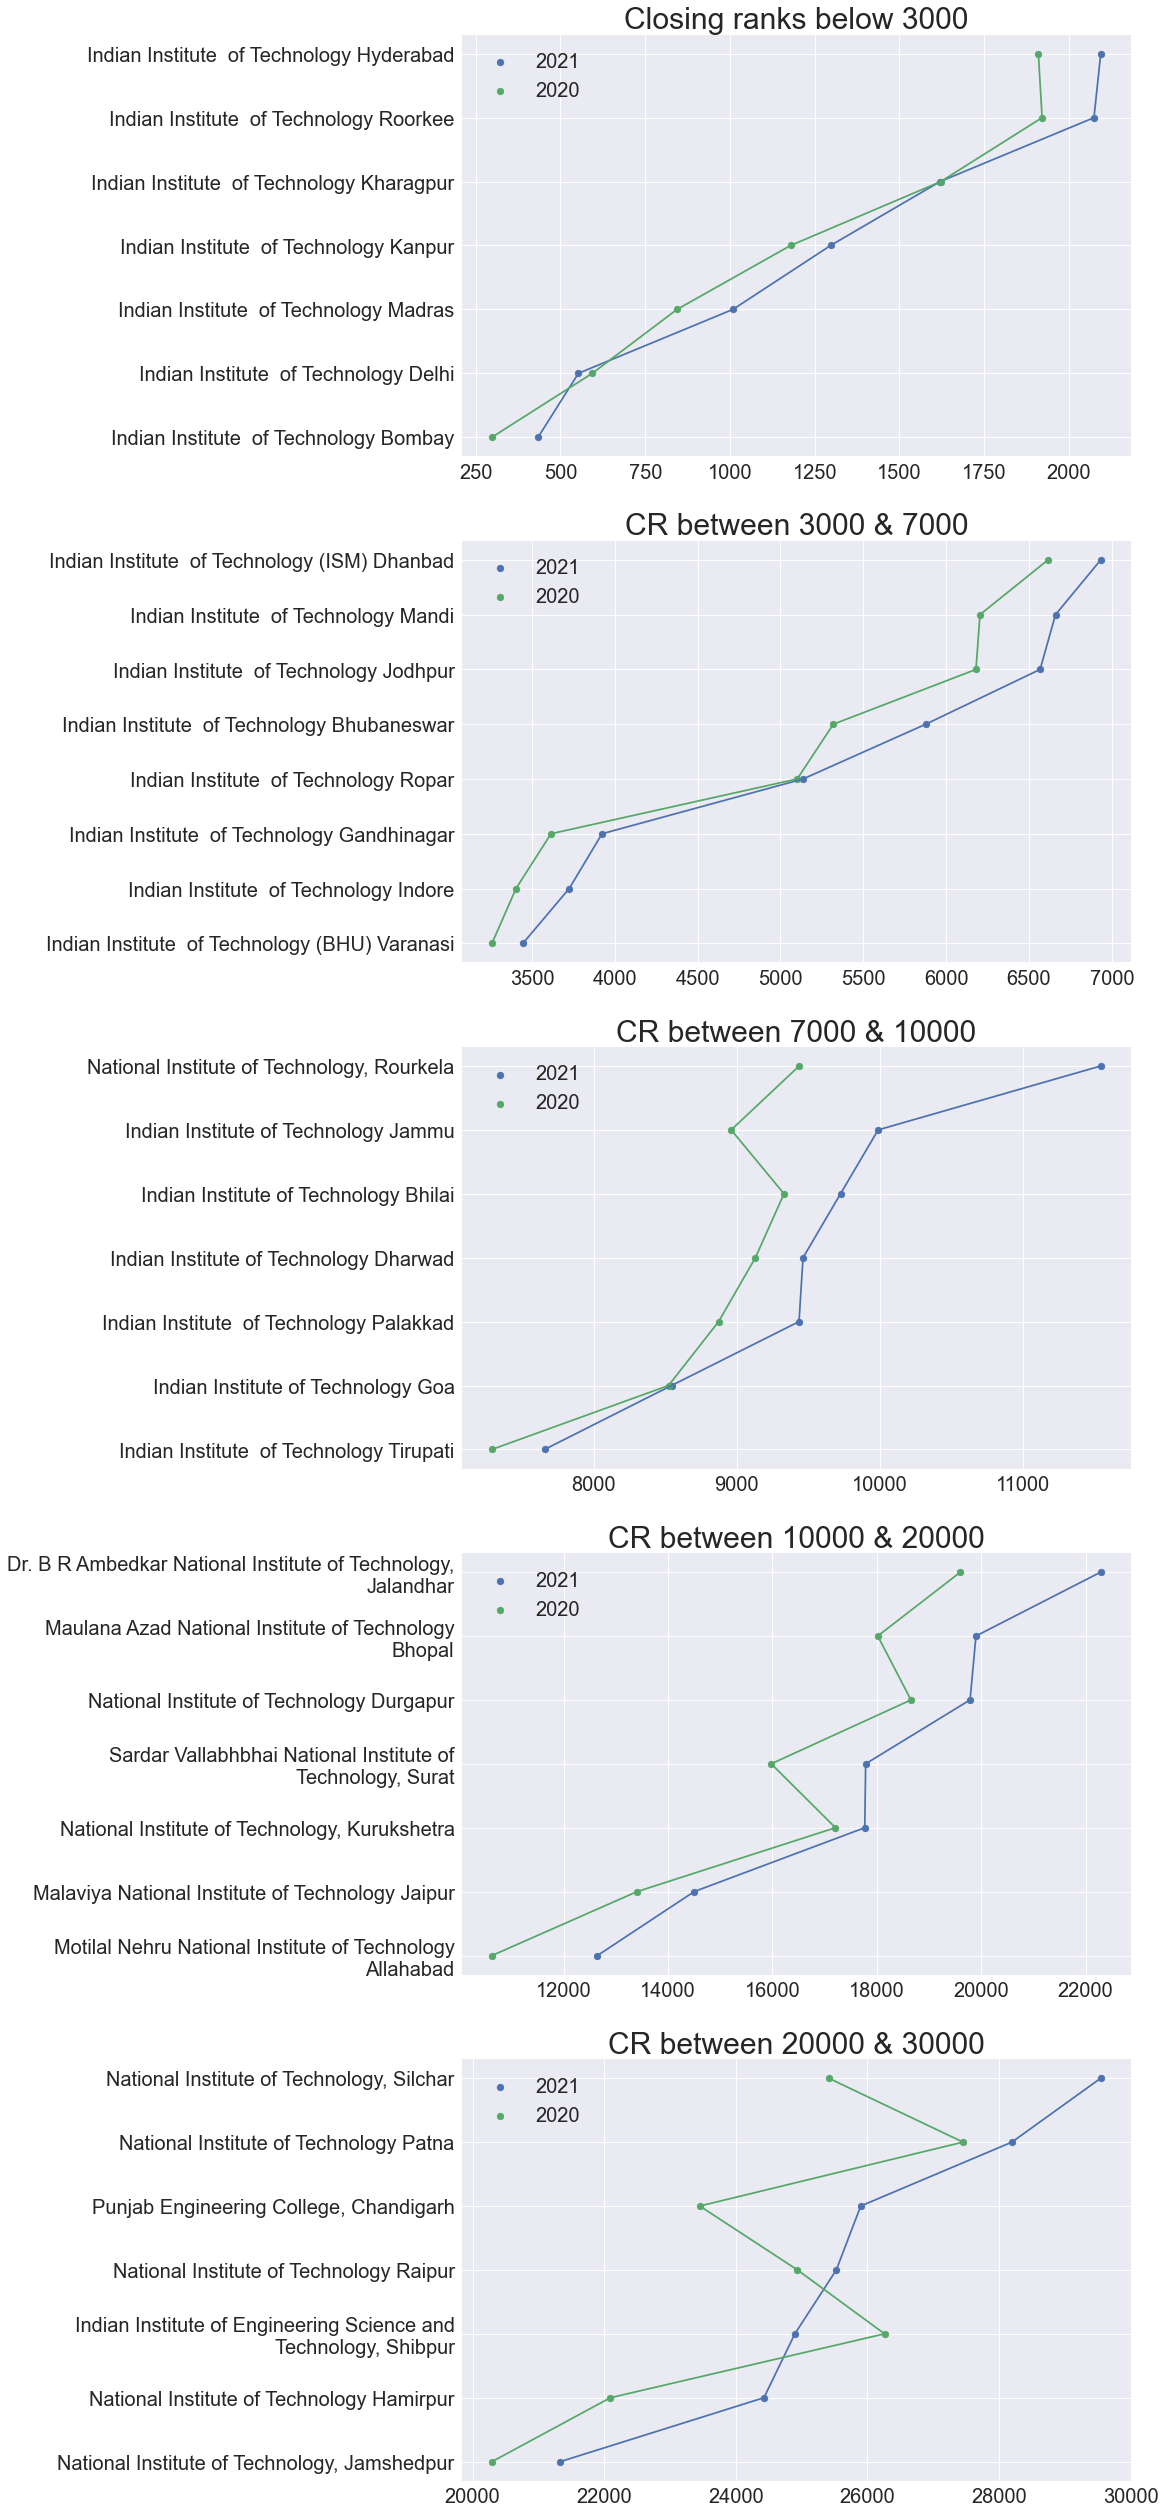 Closing ranks below 3000
Indian Institute  of Technology Hyderabad
Indian Institute  of Technology Roorkee
Indian Institute  of Technology Kharagpur
Indian Institute  of Technology Kanpur
Indian Institute  of Technology Madras
Indian Institute  of Technology Delhi
Indian Institute  of Technology Bombay
2021
2020
250 500 750 1000 1250 1500 1750 2000
CR between 3000 & 7000
Indian Institute  of Technology (ISM) Dhanbad
Indian Institute  of Technology Mandi
Indian Institute  of Technology Jodhpur
Indian Institute  of Technology Bhubaneswar
Indian Institute  of Technology Ropar
Indian Institute  of Technology Gandhinagar
Indian Institute  of Technology Indore
Indian Institute  of Technology (BHU) Varanasi
2021
2020
3500 4000 4500 5000 5500 6000 6500 7000
CR between 7000 & 10000
National Institute of Technology, Rourkela
Indian Institute of Technology Jammu
Indian Institute of Technology Bhilai
Indian Institute of Technology Dharwad
Indian Institute  of Technology Palakkad
Indian Institute of Technology Goa
Indian Institute  of Technology Tirupati
2021
2020
8000 9000 10000 11000
CR between 10000 & 20000
Dr. B R Ambedkar National Institute of Technology,
Jalandhar
Maulana Azad National Institute of Technology
Bhopal
National Institute of Technology Durgapur
Sardar Vallabhbhai National Institute of
Technology, Surat
National Institute of Technology, Kurukshetra
Malaviya National Institute of Technology Jaipur
Motilal Nehru National Institute of Technology
Allahabad
2021
2020
12000 14000 16000 18000 20000 22000
CR between 20000 & 30000
National Institute of Technology, Silchar
National Institute of Technology Patna
Punjab Engineering College, Chandigarh
National Institute of Technology Raipur
Indian Institute of Engineering Science and
Technology, Shibpur
National Institute of Technology Hamirpur
National Institute of Technology, Jamshedpur
2021
2020
20000 22000 24000 26000 28000 30000